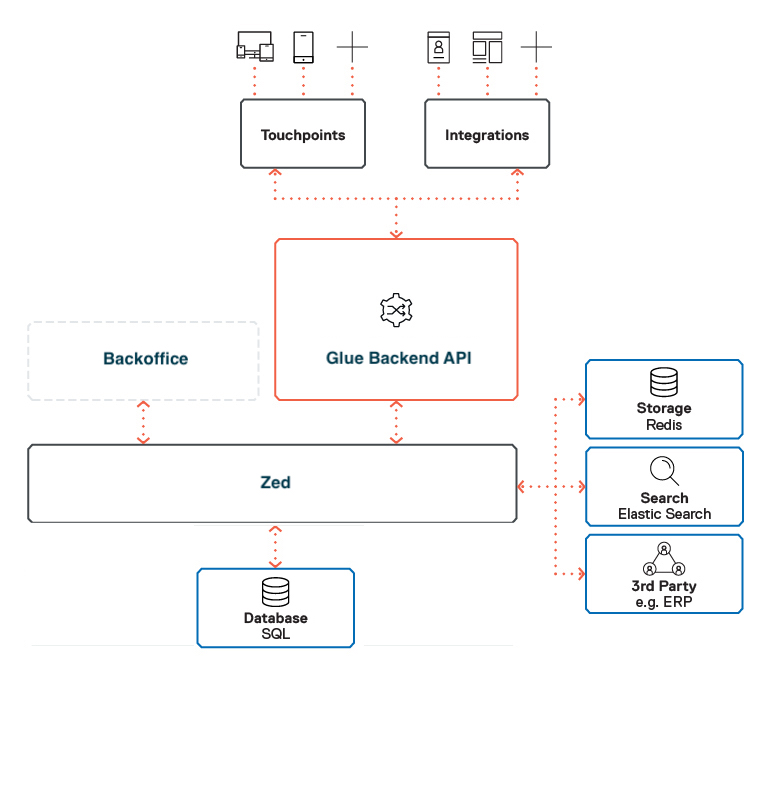 Touchpoints
Integrations
Backoffice
Glue Backend API
Storage
Redis
Zed
Search
Elastic Search
3rd Party
e.g. ERP
Database
SQL